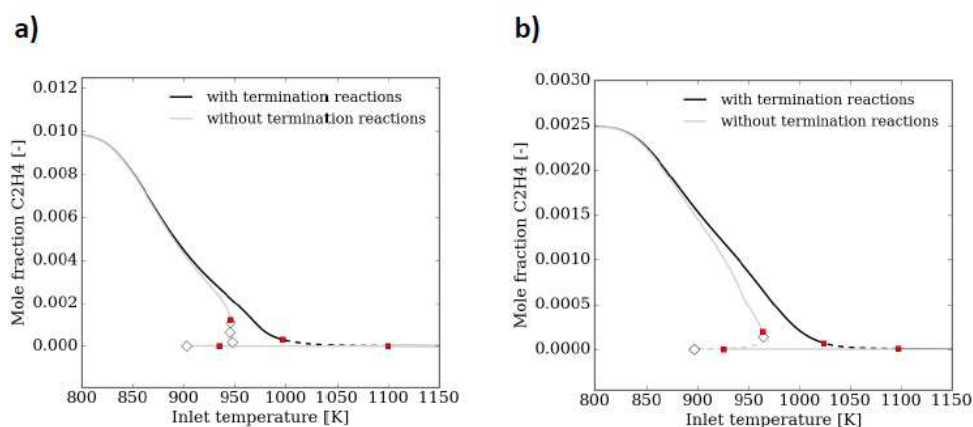 a)
0.012
0.010
0.008
0.006
0.004
0.002
0.000
Mole fraction C2H4 [-]
with termination reactions
without termination reactions
800 850 900 950 1000 1050 1100 1150
Inlet temperature [K]
b)
0.0030
0.0025
0.0020
0.0015
0.0010
0.0005
0.0000
Mole fraction C2H4 [-]
with termination reactions
without termination reactions
800 850 900 950 1000 1050 1100 1150
Inlet temperature [K]